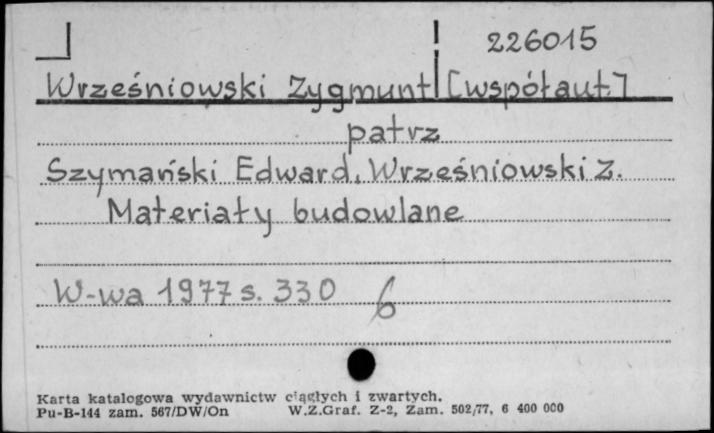 226015
Wrześniowski Zygmunt [współaut.]
patrz
Szymański Edward, Wrześniowski Z.
Materiały budowlane
W-wa 1977 s. 330 6
Karta katalogowa wydawnictw ciągłych i zwartych.
Pu-B-144 zam. 567/DW/On W.Z.Graf. Z-2, Zam. 502/77, 6 400 000